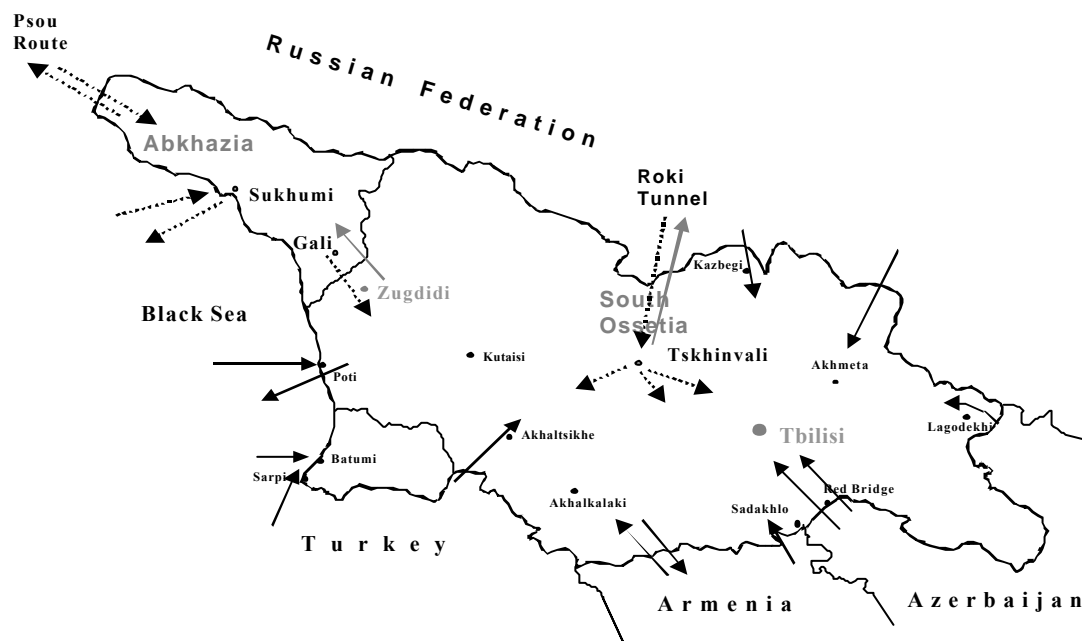 Psou
Route
Russian Federation
Abkhazia
Sukhumi
Roki
Tunnel
Gali
Kazbegi
Zugdidi
South
Ossetia
Black Sea
Kutaisi
Tskhinvali
Poti
Akhmeta
Lagodekhi
Tbilisi
Akhaltsikhe
Batumi
Sarpi
Akhalkalaki
Red Bridge
Sadakhlo
Turkey
Armenia
Azerbaijan